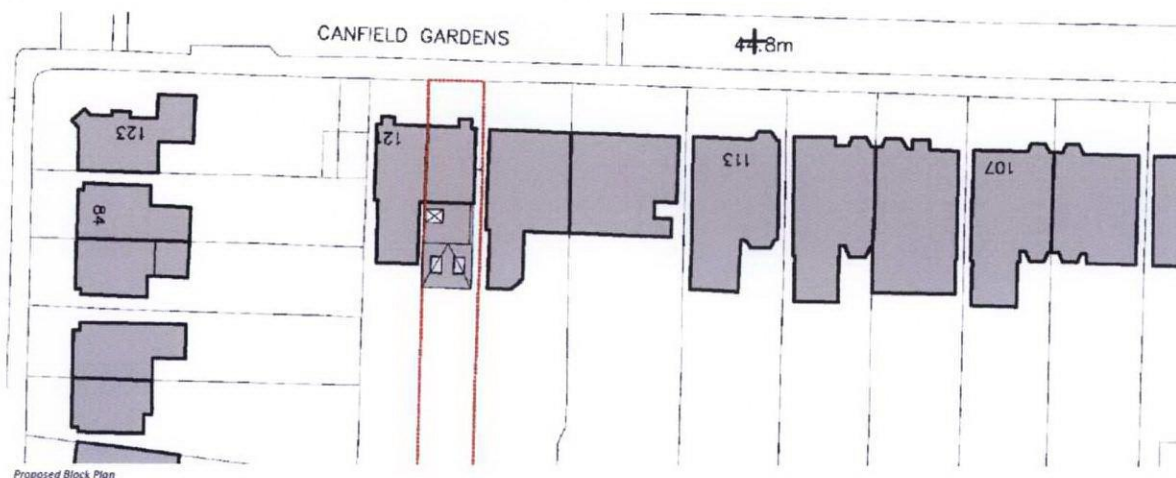 CANFIELD GARDENS
44.8m
123
121
113
107
84
Proposed Block Plan